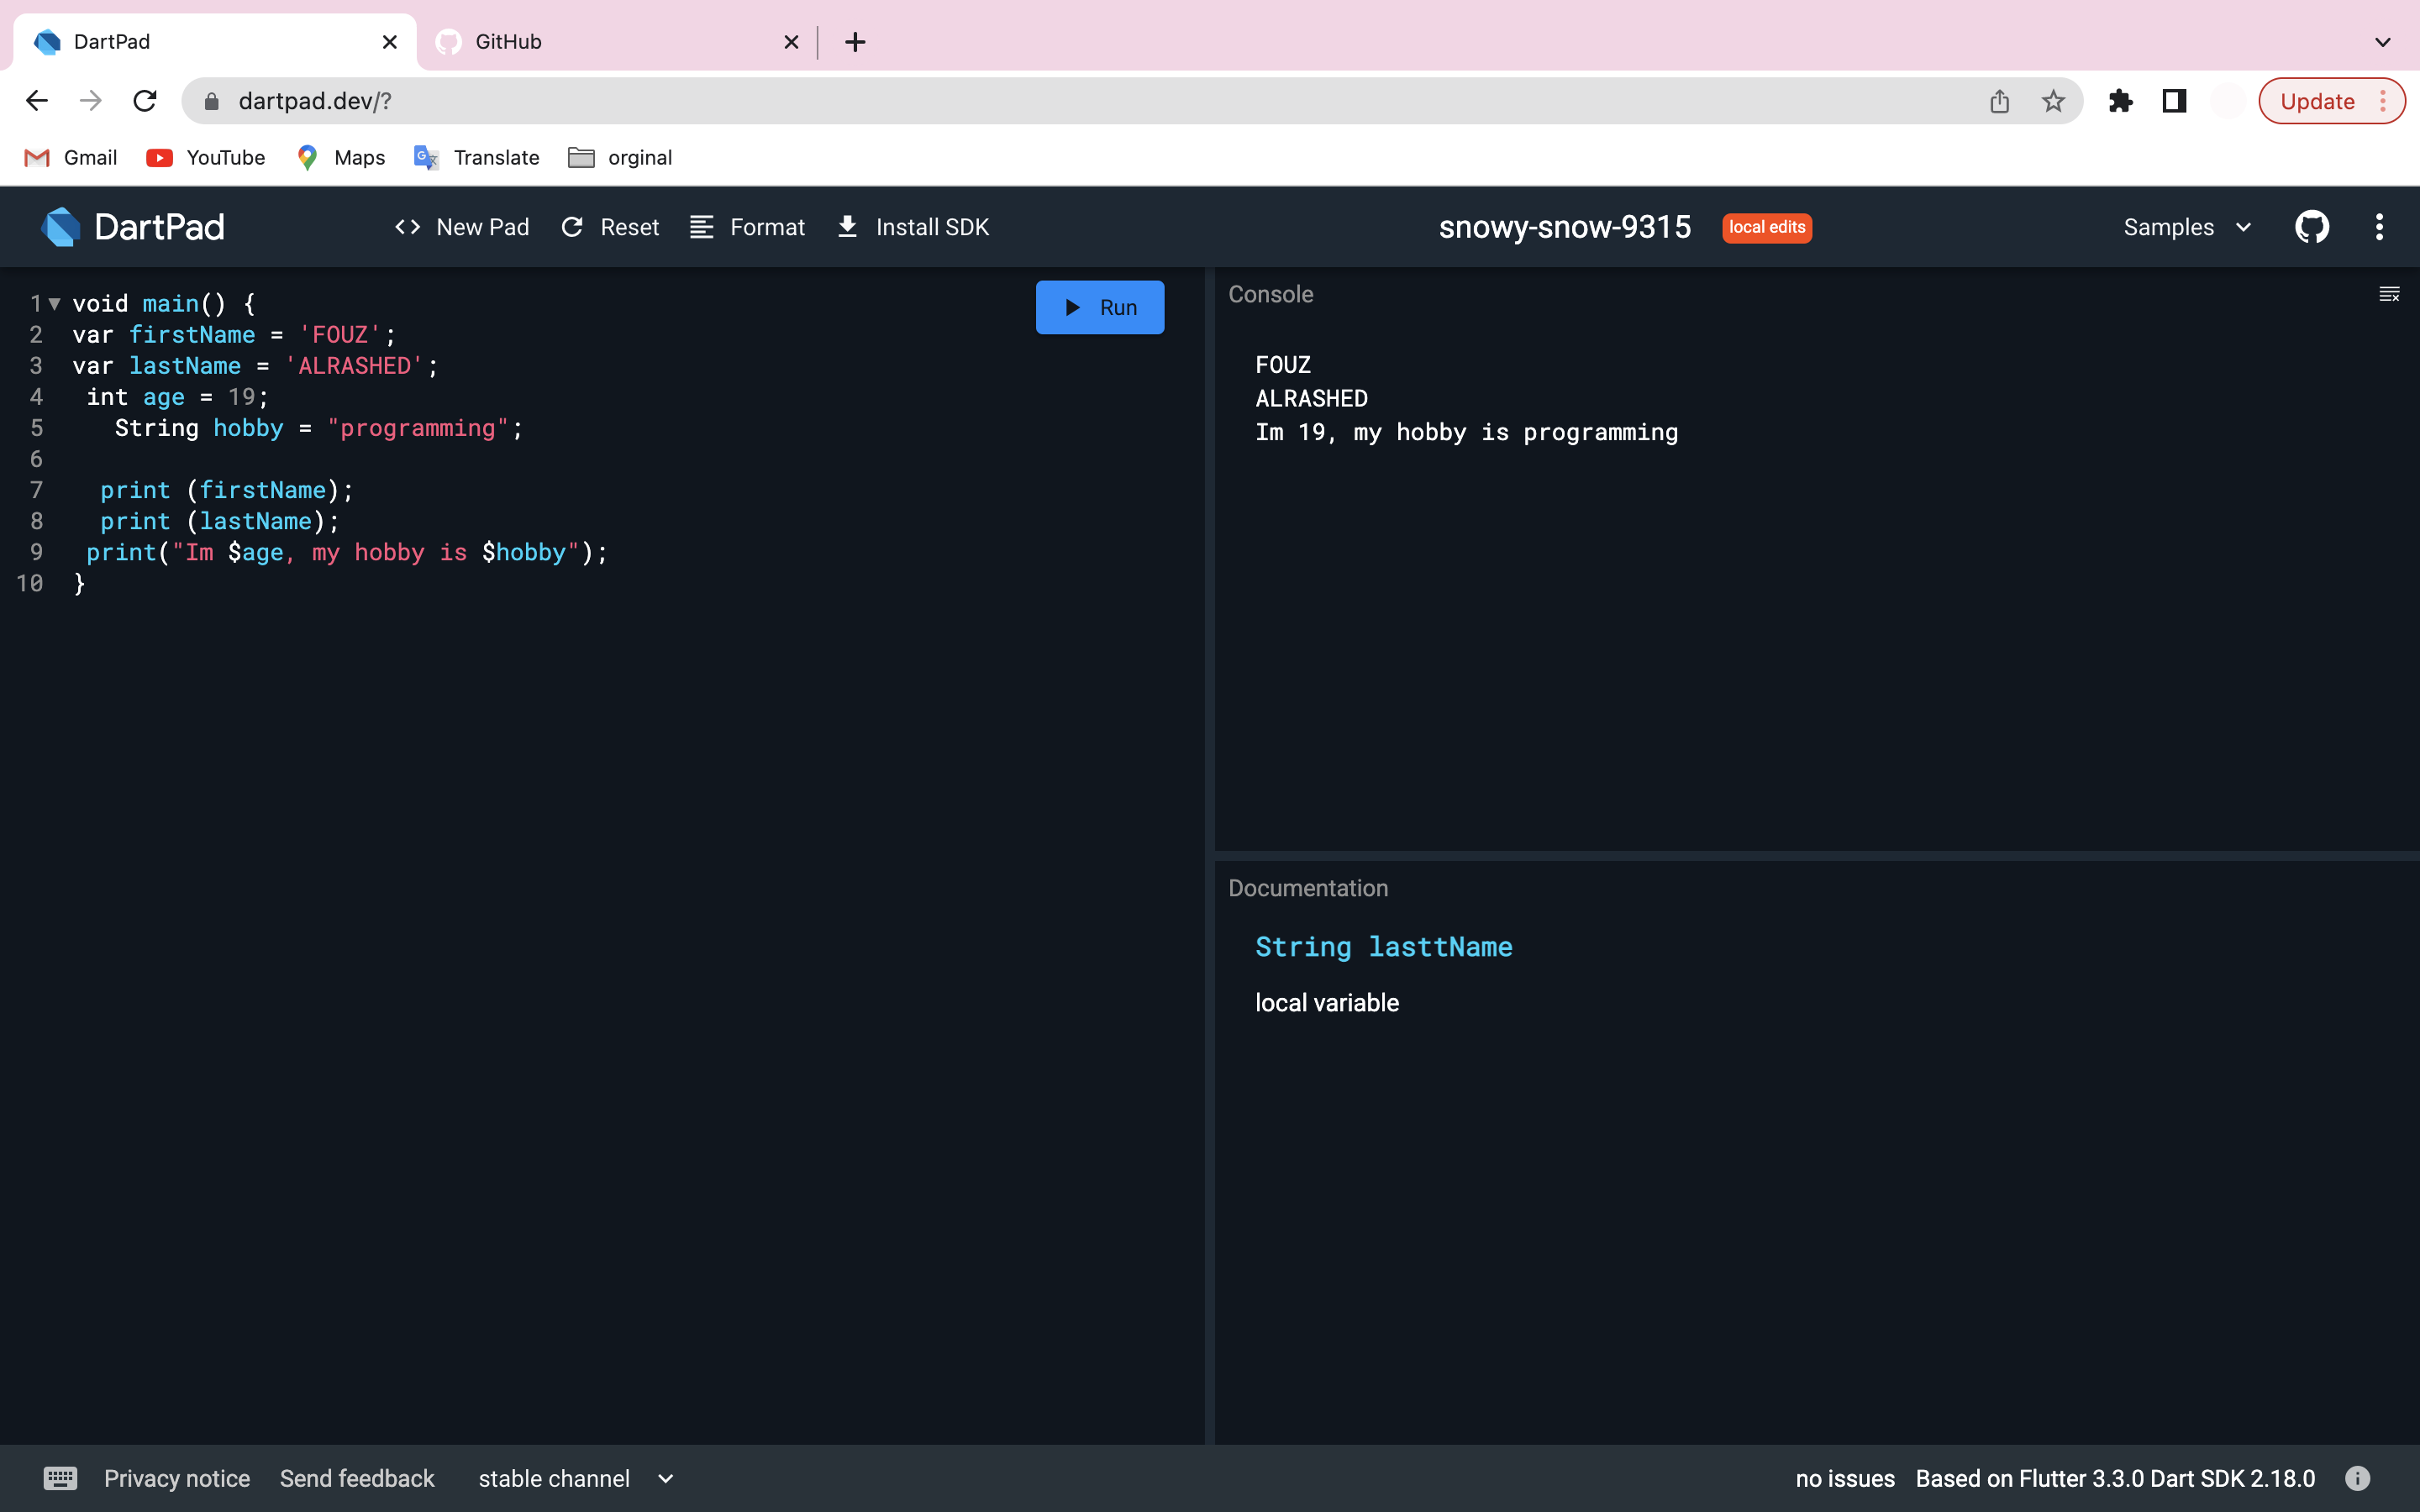 DartPad
GitHub
dartpad.dev/?
Update
Gmail YouTube Maps Translate orginal
DartPad
New Pad Reset Format Install SDK
snowy-snow-9315 local edits
Samples
1 void main() {
2 var firstName = 'FOUZ';
3 var lastName = 'ALRASHED';
4 int age = 19;
5 String hobby = "programming";
6
7 print (firstName);
8 print (lastName);
9 print("Im $age, my hobby is $hobby");
10 }
Run
Console
FOUZ
ALRASHED
Im 19, my hobby is programming
Documentation
String lasttName
local variable
Privacy notice Send feedback stable channel
no issues Based on Flutter 3.3.0 Dart SDK 2.18.0